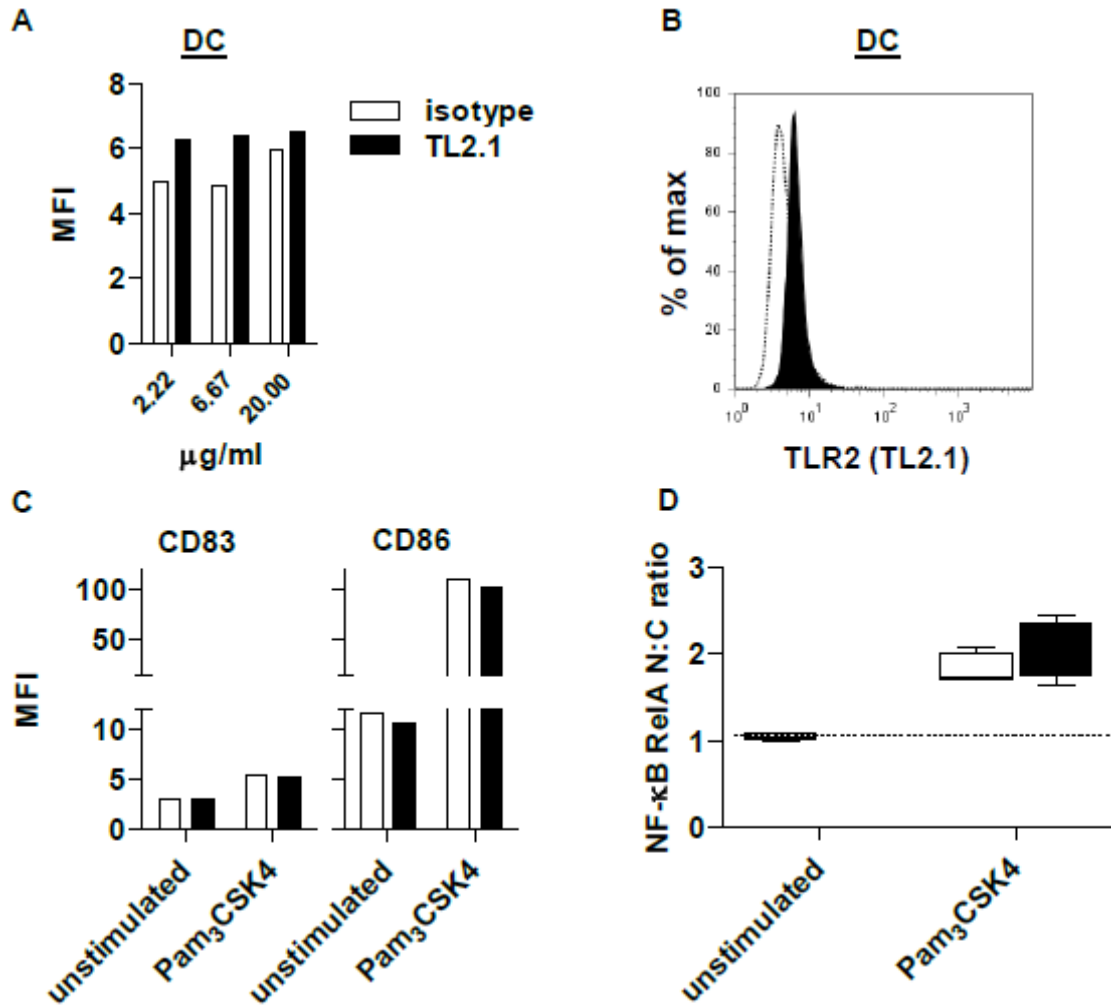 A
DC
8
6
4
2
0
MFI
2.22
6.67
20.00
μg/ml
isotype
TL2.1
B
DC
100
80
60
40
20
0
% of max
10⁰
10¹
10²
10³
TLR2 (TL2.1)
C
CD83
CD86
100
50
10
5
0
MFI
unstimulated
Pam₃CSK4
unstimulated
Pam₃CSK4
D
3
2
1
0
NF-κB RelA N:C ratio
unstimulated
Pam₃CSK4